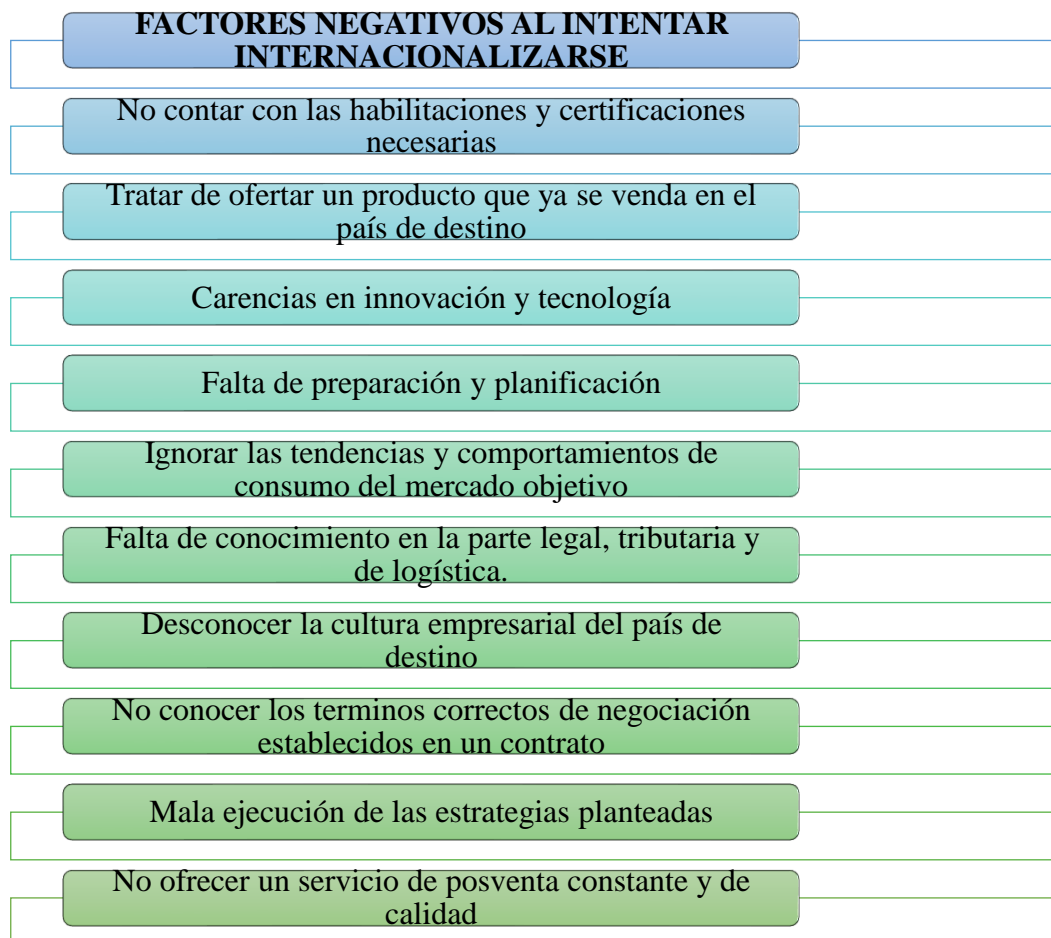 FACTORES NEGATIVOS AL INTENTAR
INTERNACIONALIZARSE
No contar con las habilitaciones y certificaciones
necesarias
Tratar de ofertar un producto que ya se venda en el
país de destino
Carencias en innovación y tecnología
Falta de preparación y planificación
Ignorar las tendencias y comportamientos de
consumo del mercado objetivo
Falta de conocimiento en la parte legal, tributaria y
de logística.
Desconocer la cultura empresarial del país de
destino
No conocer los terminos correctos de negociación
establecidos en un contrato
Mala ejecución de las estrategias planteadas
No ofrecer un servicio de posventa constante y de
calidad